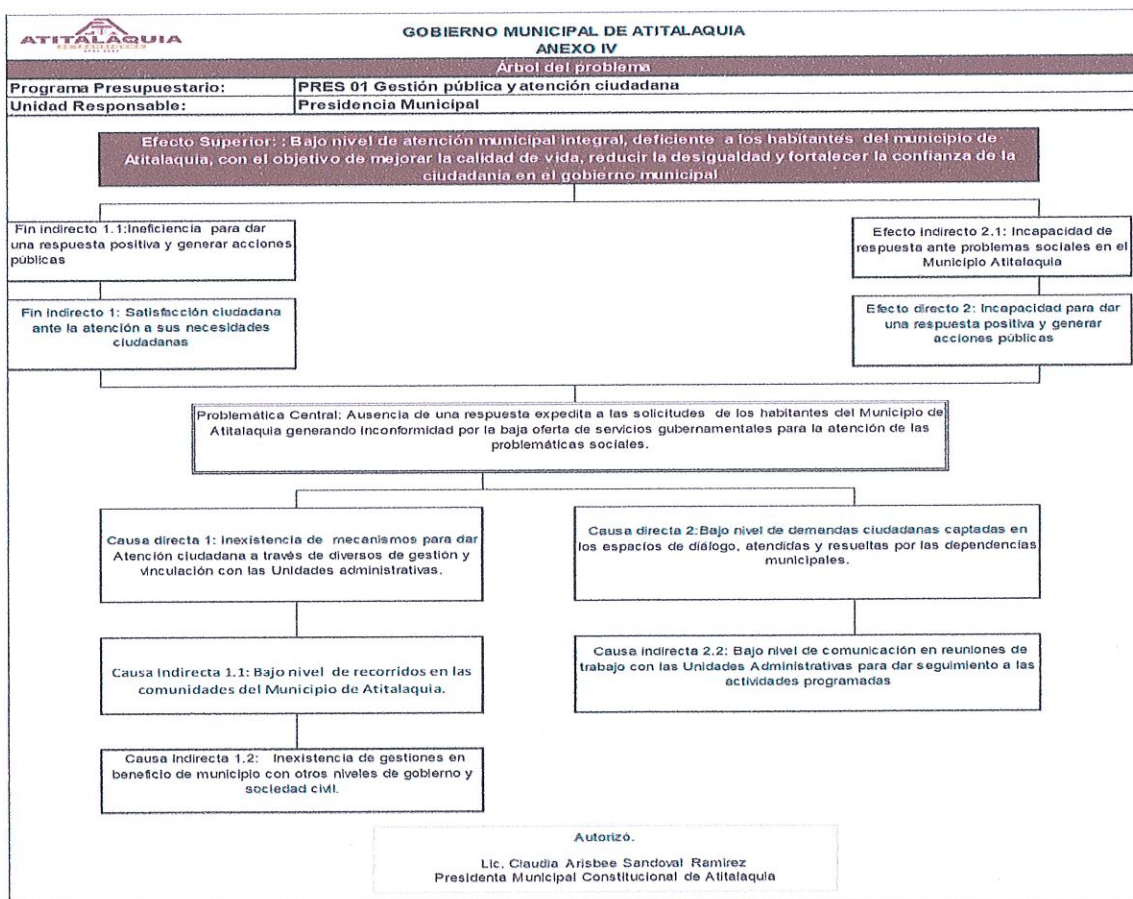 ATITALAQUIA
GOBIERNO MUNICIPAL DE ATITALAQUIA
ANEXO IV
Árbol del problema
Programa Presupuestario: PRES 01 Gestión pública y atención ciudadana
Unidad Responsable: Presidencia Municipal
Efecto Superior: : Bajo nivel de atención municipal integral, deficiente a los habitantes del municipio de
Atitalaquia, con el objetivo de mejorar la calidad de vida, reducir la desigualdad y fortalecer la confianza de la
ciudadanía en el gobierno municipal
Fin indirecto 1.1:Ineficiencia para dar
una respuesta positiva y generar acciones
públicas
Efecto indirecto 2.1: Incapacidad de
respuesta ante problemas sociales en el
Municipio Atitalaquia
Fin indirecto 1: Satisfacción ciudadana
ante la atención a sus necesidades
ciudadanas
Efecto directo 2: Incapacidad para dar
una respuesta positiva y generar
acciones públicas
Problemática Central: Ausencia de una respuesta expedita a las solicitudes de los habitantes del Municipio de
Atitalaquia generando inconformidad por la baja oferta de servicios gubernamentales para la atención de las
problemáticas sociales.
Causa directa 1: Inexistencia de mecanismos para dar
Atención ciudadana a través de diversos de gestión y
vinculación con las Unidades administrativas.
Causa directa 2:Bajo nivel de demandas ciudadanas captadas en
los espacios de diálogo, atendidas y resueltas por las dependencias
municipales.
Causa indirecta 1.1: Bajo nivel de recorridos en las
comunidades del Municipio de Atitalaquia.
Causa indirecta 2.2: Bajo nivel de comunicación en reuniones
de trabajo con las Unidades Administrativas para dar seguimiento a las
actividades programadas
Causa Indirecta 1.2: Inexistencia de gestiones en
beneficio de municipio con otros niveles de gobierno y
sociedad civil.
Autorizó.
Lic. Claudia Arisbee Sandoval Ramirez
Presidenta Municipal Constitucional de Atitalaquia